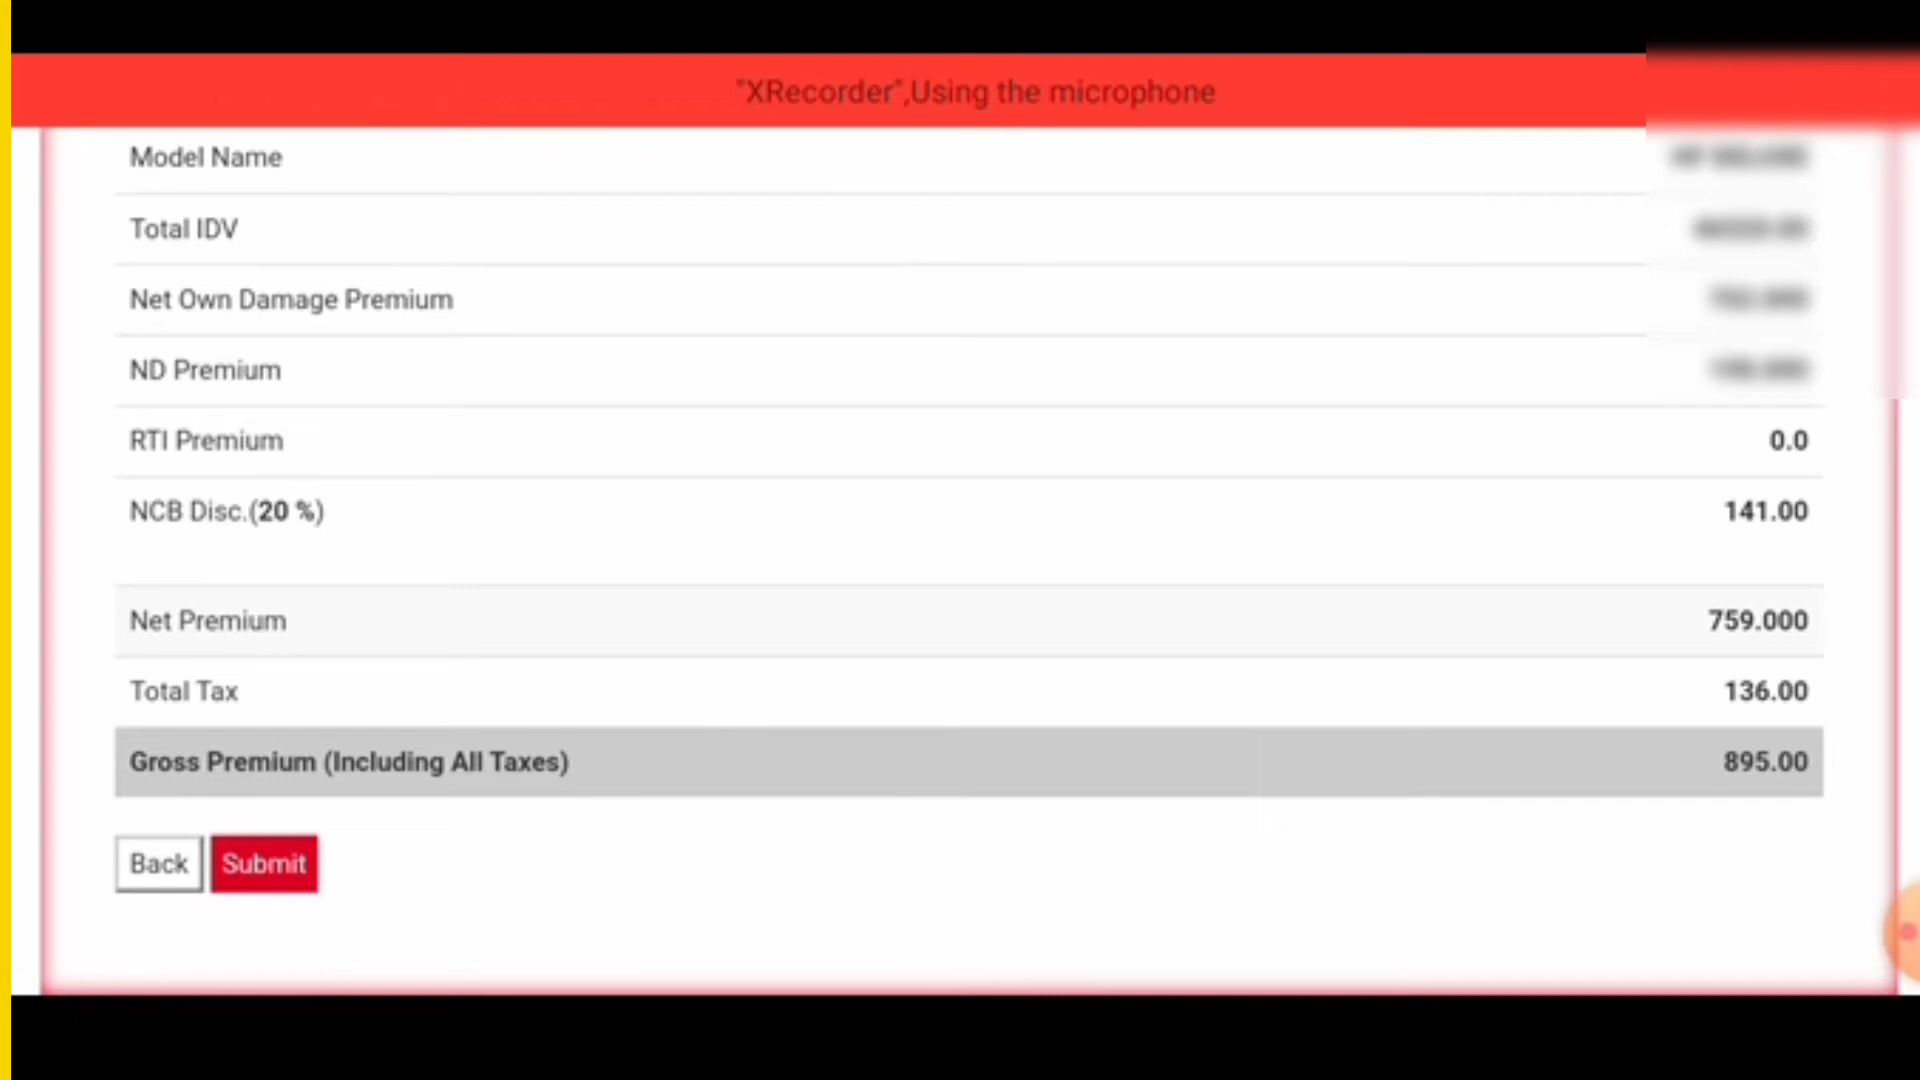 "XRecorder",Using the microphone
Model Name
Total IDV
Net Own Damage Premium
ND Premium
RTI Premium 0.0
NCB Disc.(20 %) 141.00
Net Premium 759.000
Total Tax 136.00
Gross Premium (Including All Taxes) 895.00
Back Submit